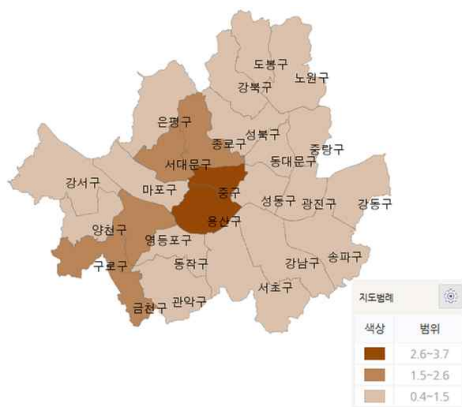 도봉구
노원구
강북구
은평구
성북구
종로구
중랑구
동대문구
서대문구
강서구
마포구
중구
성동구
광진구
강동구
용산구
양천구
영등포구
송파구
구로구
동작구
강남구
서초구
관악구
금천구
지도범례
색상 범위
2.6~3.7
1.5~2.6
0.4~1.5